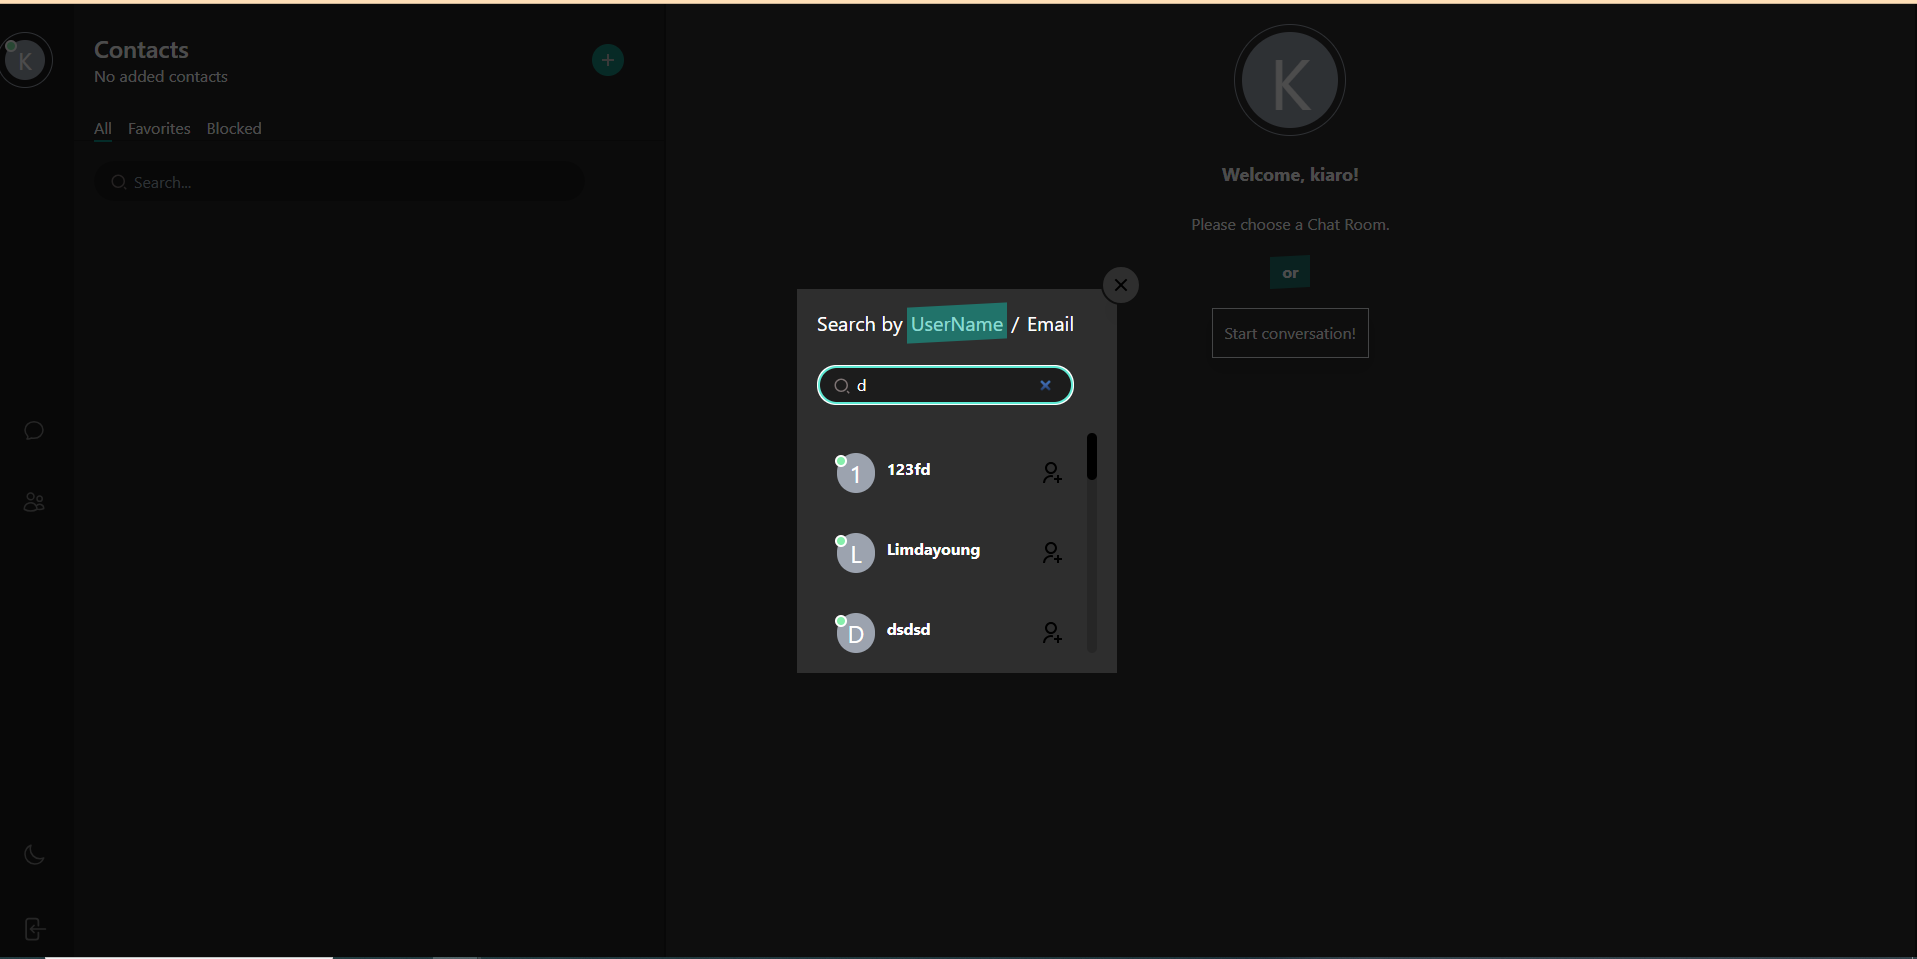 K
Contacts
No added contacts
All Favorites Blocked
Search...
K
Welcome, kiaro!
Please choose a Chat Room.
or
Start conversation!
Search by UserName / Email
d
1 123fd
L Limdayoung
D dsdsd